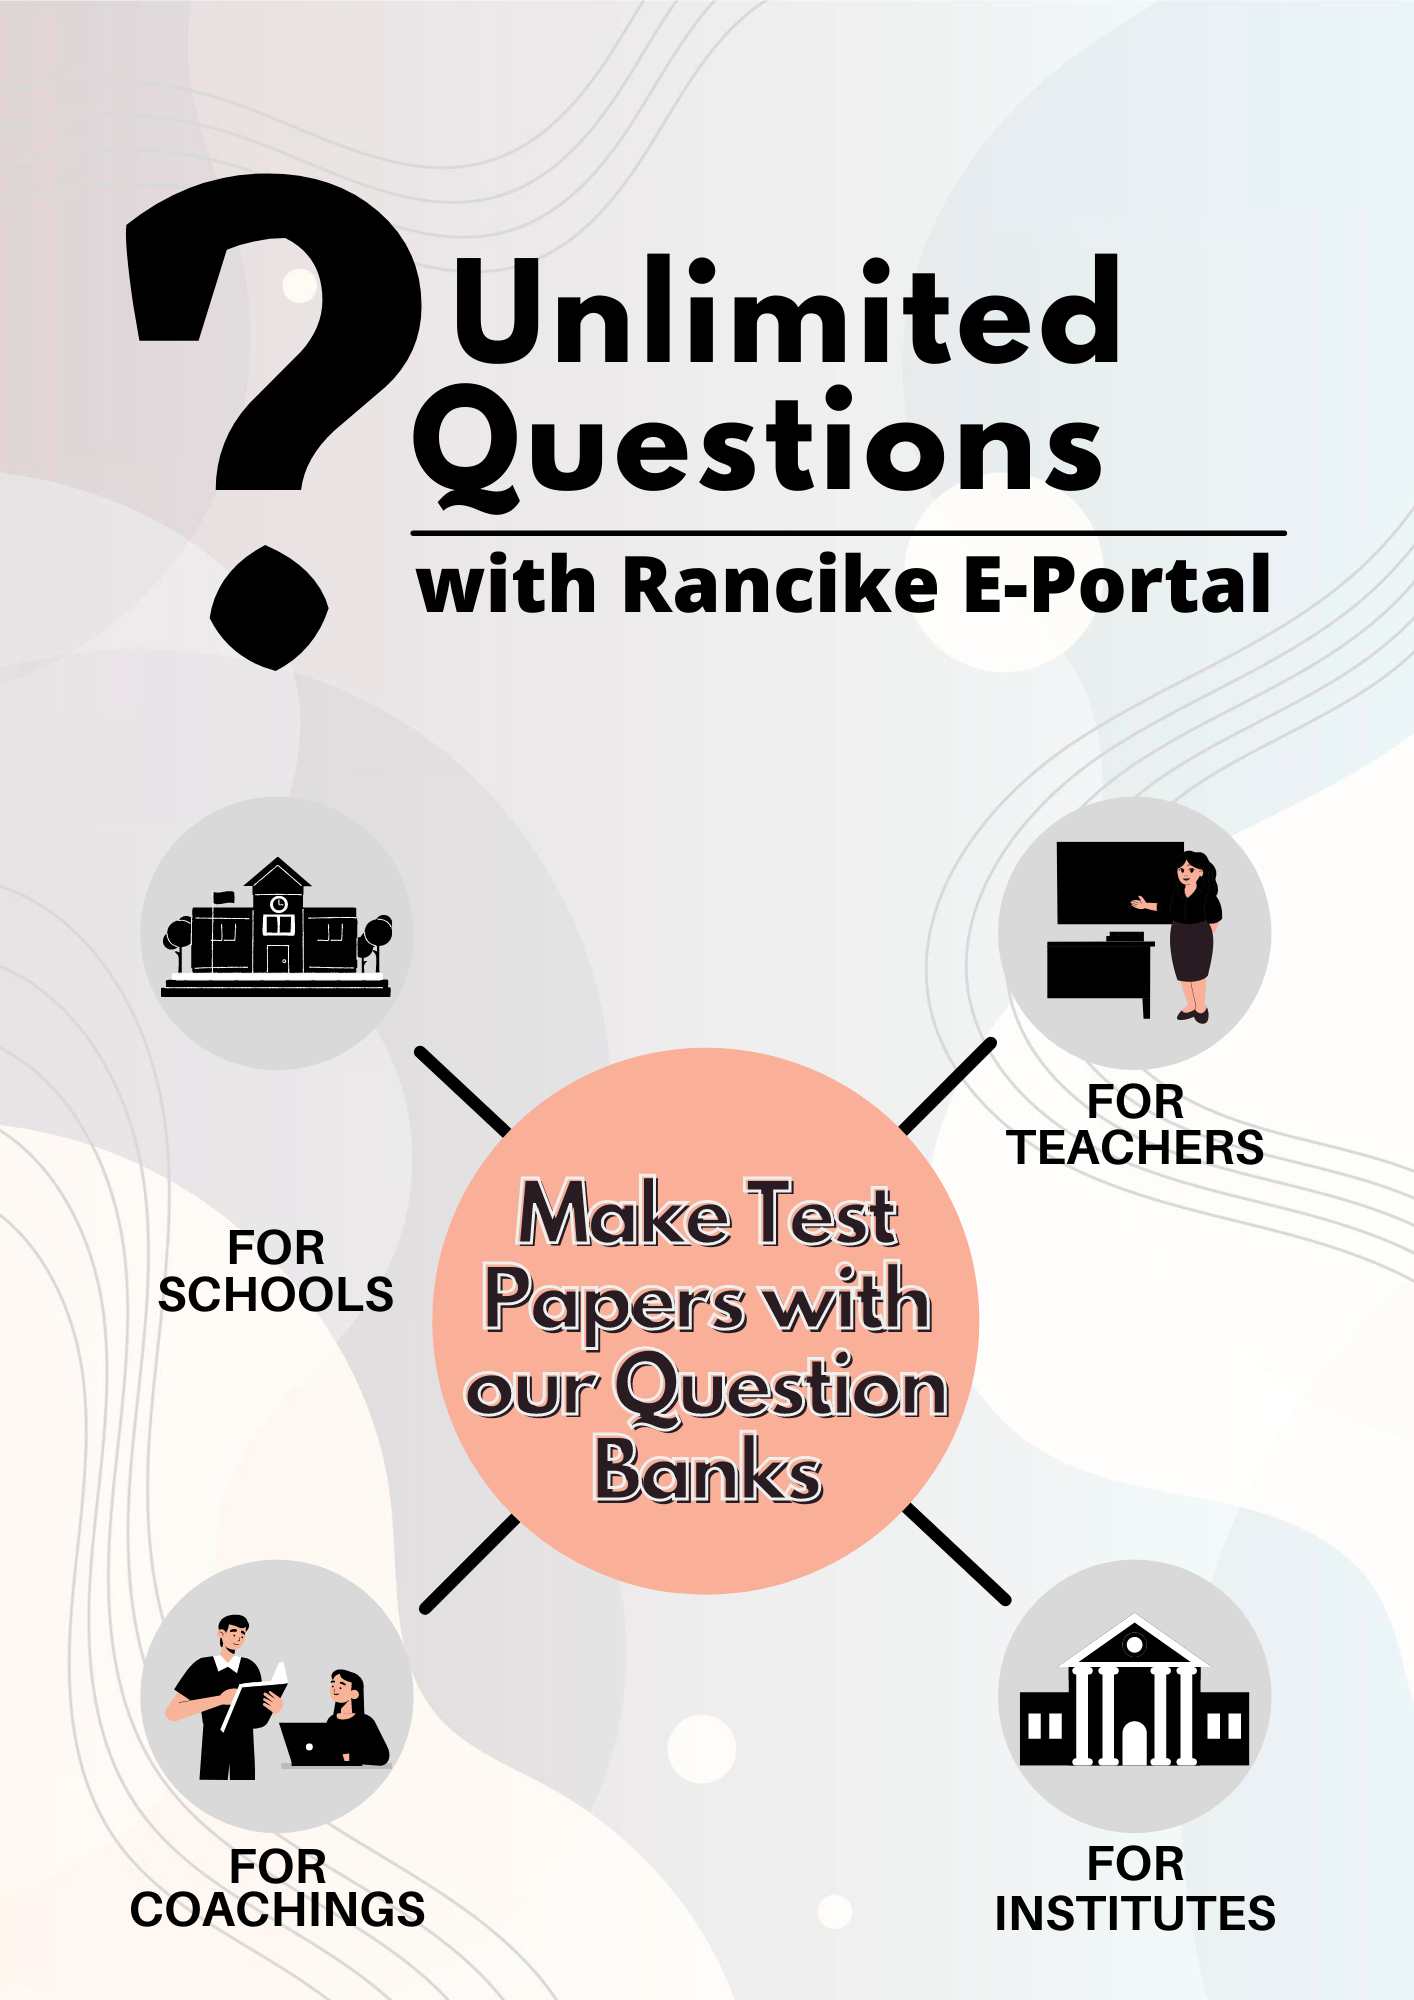 ?
Unlimited
Questions
with Rancike E-Portal
FOR
TEACHERS
FOR
SCHOOLS
Make Test
Papers with
our Question
Banks
FOR
COACHINGS
FOR
INSTITUTES